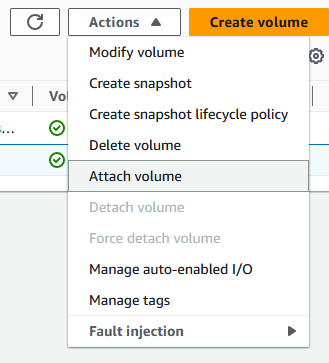 Actions
Create volume
Modify volume
Create snapshot
Create snapshot lifecycle policy
Delete volume
Attach volume
Detach volume
Force detach volume
Manage auto-enabled I/O
Manage tags
Fault injection
Vol
s...